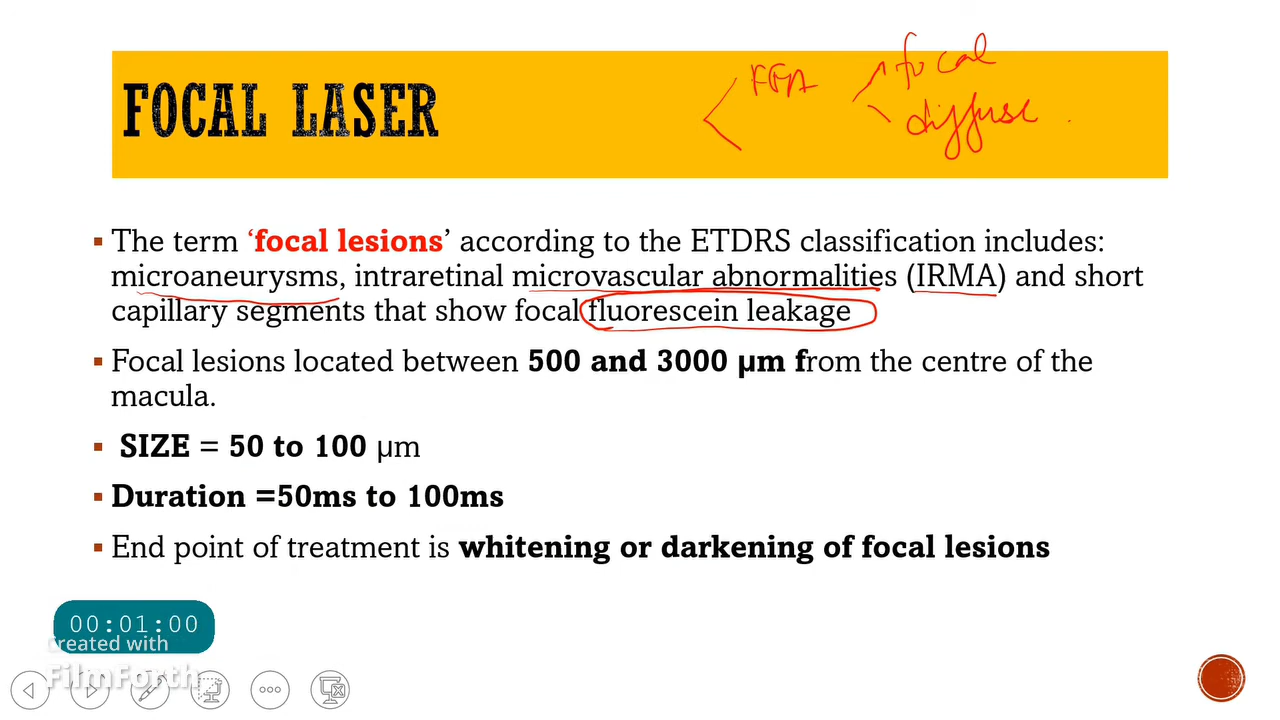 FOCAL LASER
FFA
focal
diffuse
▪ The term ‘focal lesions’ according to the ETDRS classification includes:
microaneurysms, intraretinal microvascular abnormalities (IRMA) and short
capillary segments that show focal fluorescein leakage
▪ Focal lesions located between 500 and 3000 µm from the centre of the
macula.
▪ SIZE = 50 to 100 µm
▪ Duration =50ms to 100ms
▪ End point of treatment is whitening or darkening of focal lesions
00:01:00
created with
FilmForth